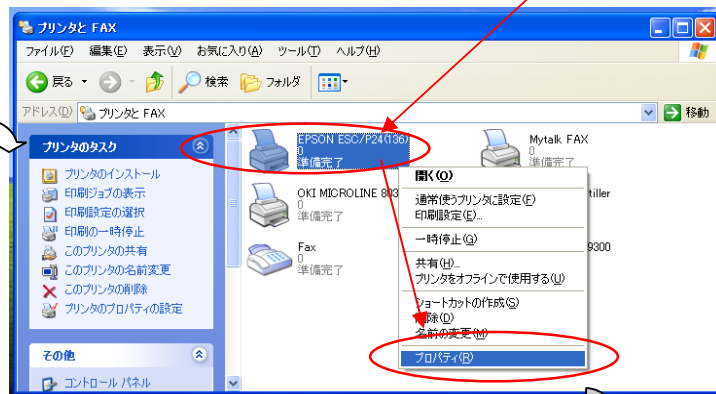 プリンタと FAX
ファイル(F) 編集(E) 表示(V) お気に入り(A) ツール(T) ヘルプ(H)
戻る 検索 フォルダ
アドレス(D) プリンタと FAX 移動
プリンタのタスク
プリンタのインストール
印刷ジョブの表示
印刷設定の選択
印刷の一時停止
このプリンタの共有
このプリンタの名前変更
このプリンタの削除
プリンタのプロパティの設定
その他
コントロール パネル
EPSON ESC/P24(136)
0
準備完了
Mytalk FAX
0
準備完了
OKI MICROLINE 803
0
準備完了
tiller
Fax
0
準備完了
9300
開く(O)
通常使うプリンタに設定(F)
印刷設定(E)...
一時停止(G)
共有(H)...
プリンタをオフラインで使用する(U)
ショートカットの作成(S)
削除(D)
名前の変更(M)
プロパティ(R)